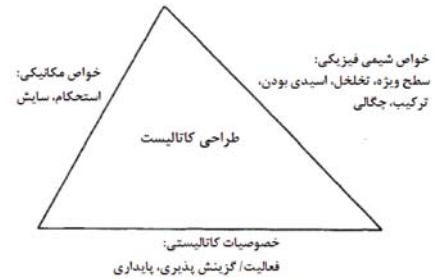 خواص شیمی فیزیکی:
سطح ویژه، تخلخل، اسیدی بودن،
ترکیب، چگالی
خواص مکانیکی:
استحکام، سایش
طراحی کاتالیست
خصوصیات کاتالیستی:
فعالیت/ گزینش پذیری، پایداری